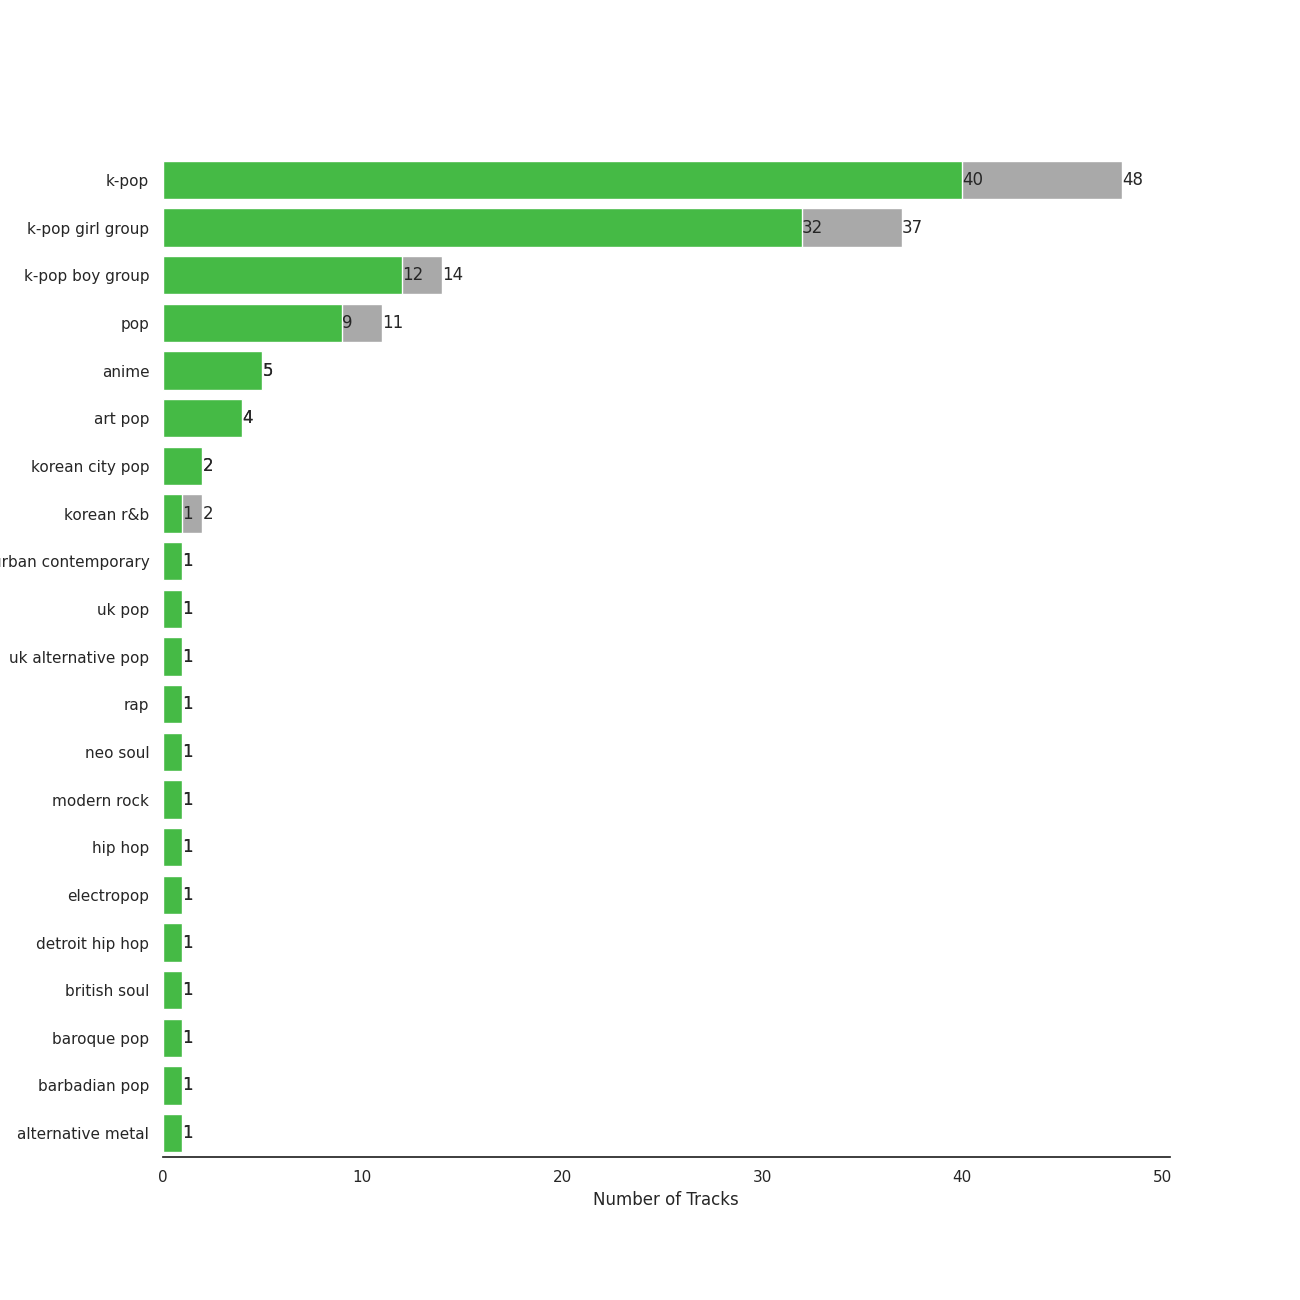 k-pop 40 48
k-pop girl group 32 37
k-pop boy group 12 14
pop 9 11
anime 5
art pop 4
korean city pop 2
korean r&b 1 2
rban contemporary 1
uk pop 1
uk alternative pop 1
rap 1
neo soul 1
modern rock 1
hip hop 1
electropop 1
detroit hip hop 1
british soul 1
baroque pop 1
barbadian pop 1
alternative metal 1
0 10 20 30 40 50
Number of Tracks